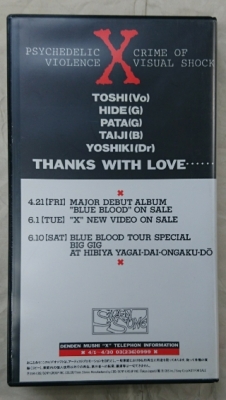 PSYCHEDELIC
VIOLENCE
X
CRIME OF
VISUAL SHOCK
TOSHI(Vo)
HIDE(G)
PATA(G)
TAIJI(B)
YOSHIKI(Dr)
THANKS WITH LOVE······
4.21[FRI] MAJOR DEBUT ALBUM
"BLUE BLOOD" ON SALE
6.1[TUE] "X" NEW VIDEO ON SALE
6.10[SAT] BLUE BLOOD TOUR SPECIAL
BIG GIG
AT HIBIYA YAGAI-DAI-ONGAKU-DŌ
DENDEN MUSHI "X" TELEPHON INFORMATION